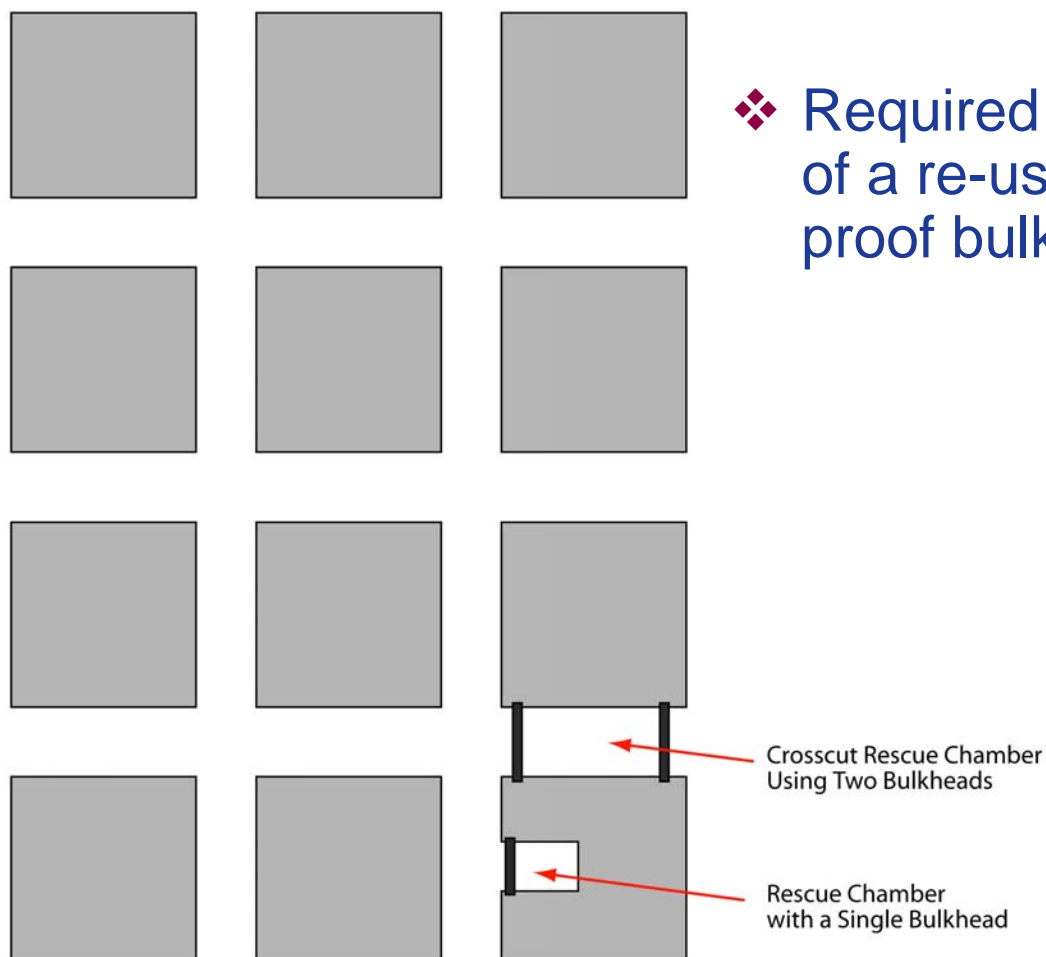 ❖ Required
of a re-us
proof bulk
Crosscut Rescue Chamber
Using Two Bulkheads
Rescue Chamber
with a Single Bulkhead